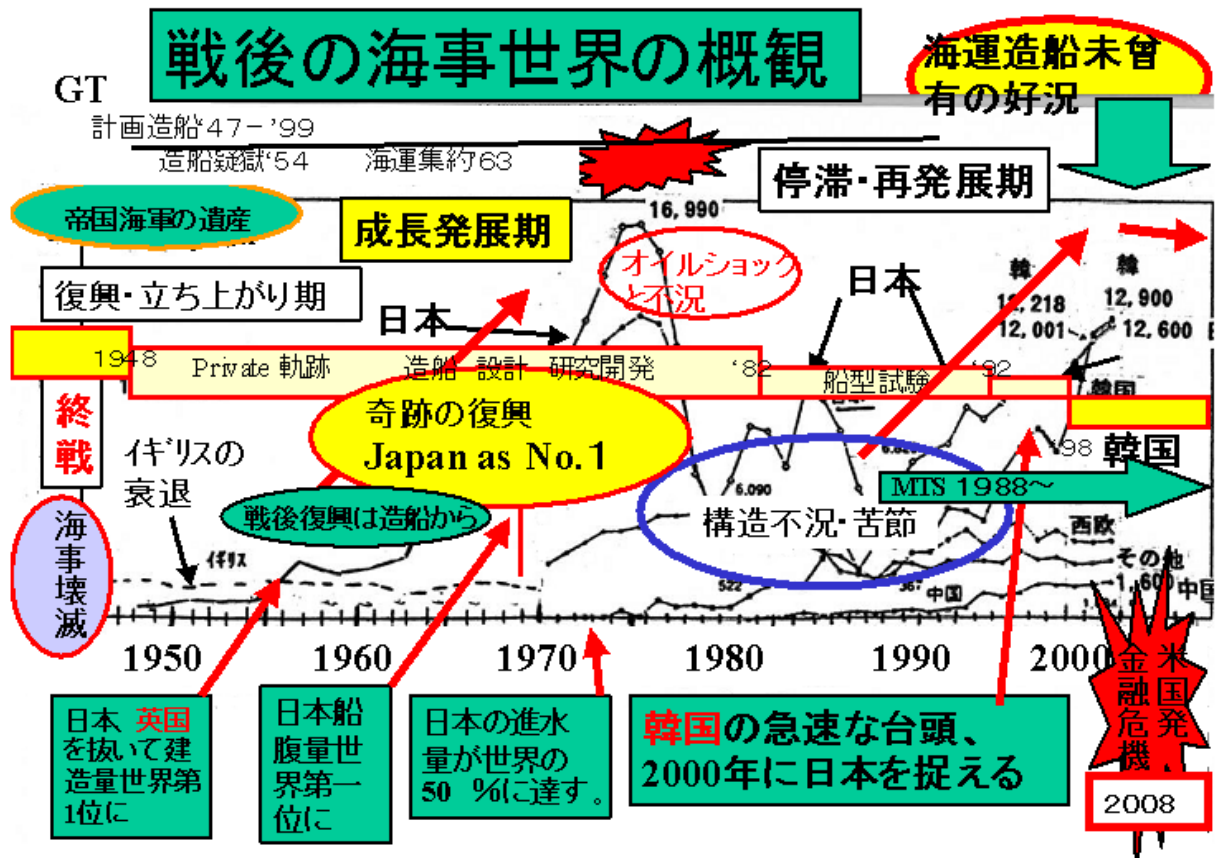 戦後の海事世界の概観
海運造船未曾
有の好況
GT
計画造船'47－'99
造船疑獄'54
海運集約'63
停滞・再発展期
帝国海軍の遺産
成長発展期
16,990
オイルショック
と不況
復興・立ち上がり期
日本
日本
韓
韓
12,218
12,900
12,001
12,600
1948
Private 軌跡
造船 設計 研究開発
'82
船型試験
'92
韓国
終戦
奇跡の復興
Japan as No.1
イギリスの
衰退
98
韓国
MTS 1988～
6.090
戦後復興は造船から
構造不況・苦節
西欧
海事壊滅
イギリス
その他
522
367
中国
1,600
中国
1950
1960
1970
1980
1990
2000
米国発
金融危機
2008
日本 英国
を抜いて建
造量世界第
1位に
日本船
腹量世
界第一
位に
日本の進水
量が世界の
50 %に達す。
韓国の急速な台頭、
2000年に日本を捉える